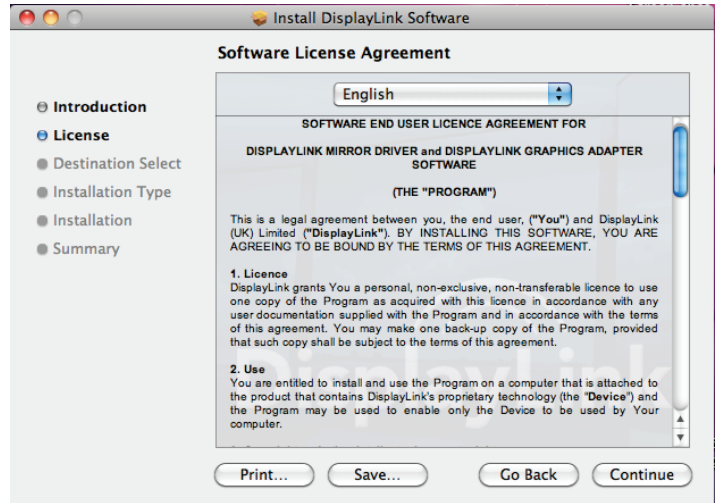 Install DisplayLink Software
Software License Agreement
English
Introduction
License
Destination Select
Installation Type
Installation
Summary
SOFTWARE END USER LICENCE AGREEMENT FOR
DISPLAYLINK MIRROR DRIVER and DISPLAYLINK GRAPHICS ADAPTER
SOFTWARE
(THE "PROGRAM")
This is a legal agreement between you, the end user, ("You") and DisplayLink
(UK) Limited ("DisplayLink"). BY INSTALLING THIS SOFTWARE, YOU ARE
AGREEING TO BE BOUND BY THE TERMS OF THIS AGREEMENT.
1. Licence
DisplayLink grants You a personal, non-exclusive, non-transferable licence to use
one copy of the Program as acquired with this licence in accordance with any
user documentation supplied with the Program and in accordance with the terms
of this agreement. You may make one back-up copy of the Program, provided
that such copy shall be subject to the terms of this agreement.
2. Use
You are entitled to install and use the Program on a computer that is attached to
the product that contains DisplayLink's proprietary technology (the "Device") and
the Program may be used to enable only the Device to be used by Your
computer.
DisplayLink
Print...
Save...
Go Back
Continue